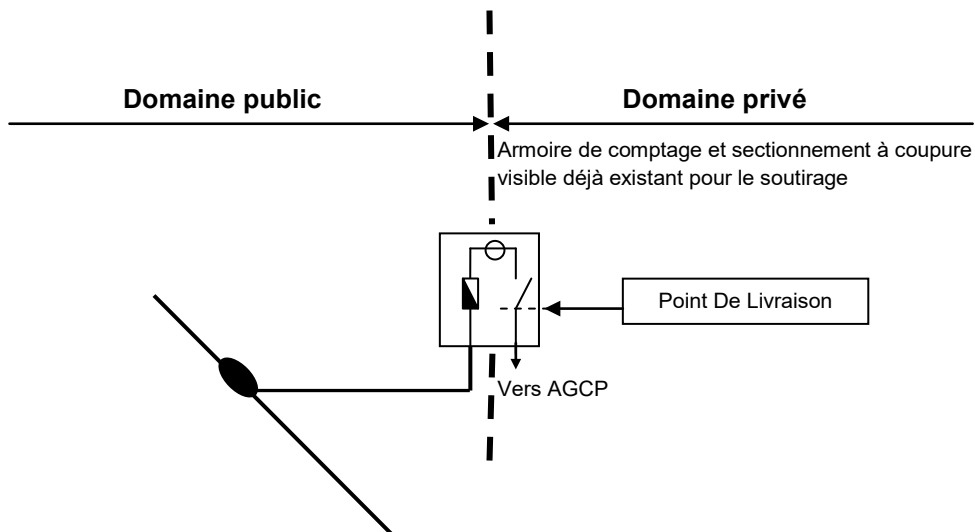 Domaine public
Domaine privé
Armoire de comptage et sectionnement à coupure
visible déjà existant pour le soutirage
Point De Livraison
Vers AGCP